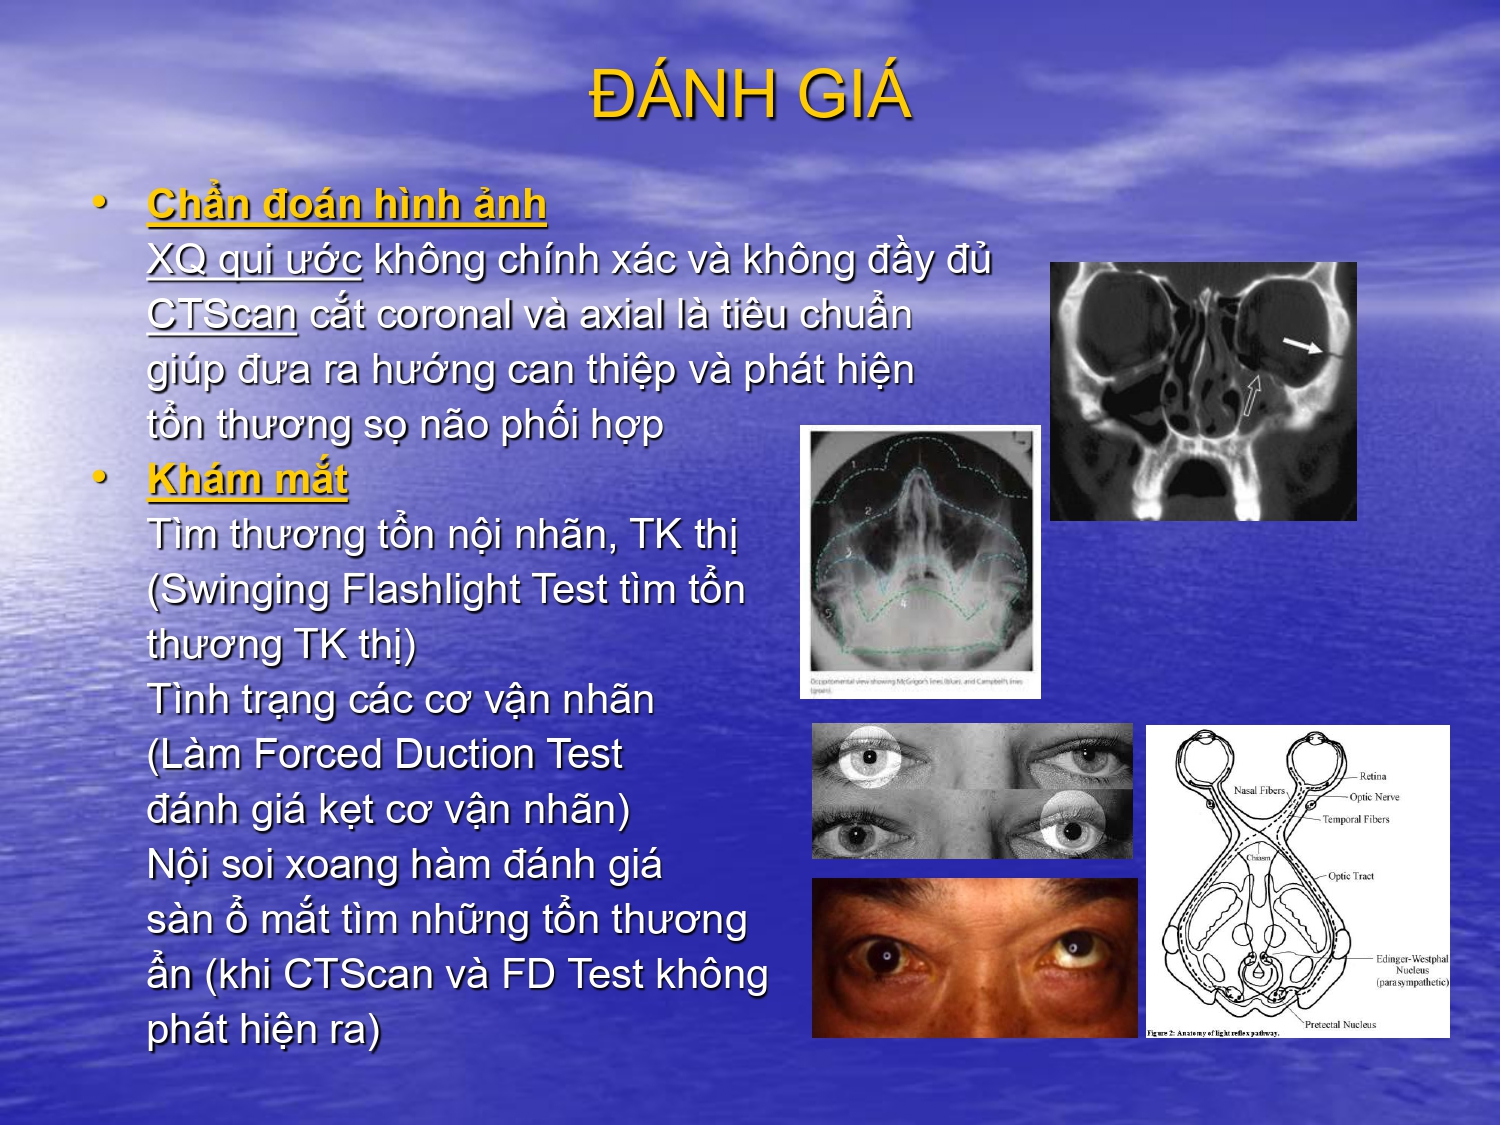 ĐÁNH GIÁ
• Chẩn đoán hình ảnh
XQ qui ước không chính xác và không đầy đủ
CTScan cắt coronal và axial là tiêu chuẩn
giúp đưa ra hướng can thiệp và phát hiện
tổn thương sọ não phối hợp
• Khám mắt
Tìm thương tổn nội nhãn, TK thị
(Swinging Flashlight Test tìm tổn
thương TK thị)
Tình trạng các cơ vận nhãn
(Làm Forced Duction Test
đánh giá kẹt cơ vận nhãn)
Nội soi xoang hàm đánh giá
sàn ổ mắt tìm những tổn thương
ẩn (khi CTScan và FD Test không
phát hiện ra)
1
2
3
4
5
Occipitomental view showing McGrigor's lines (blue), and Campbell's lines
(green).
Retina
Nasal Fibers
Optic Nerve
Temporal Fibers
Chiasm
Optic Tract
Edinger-Westphal
Nucleus
(parasympathetic)
Pretectal Nucleus
Figure 2: Anatomy of light reflex pathway.